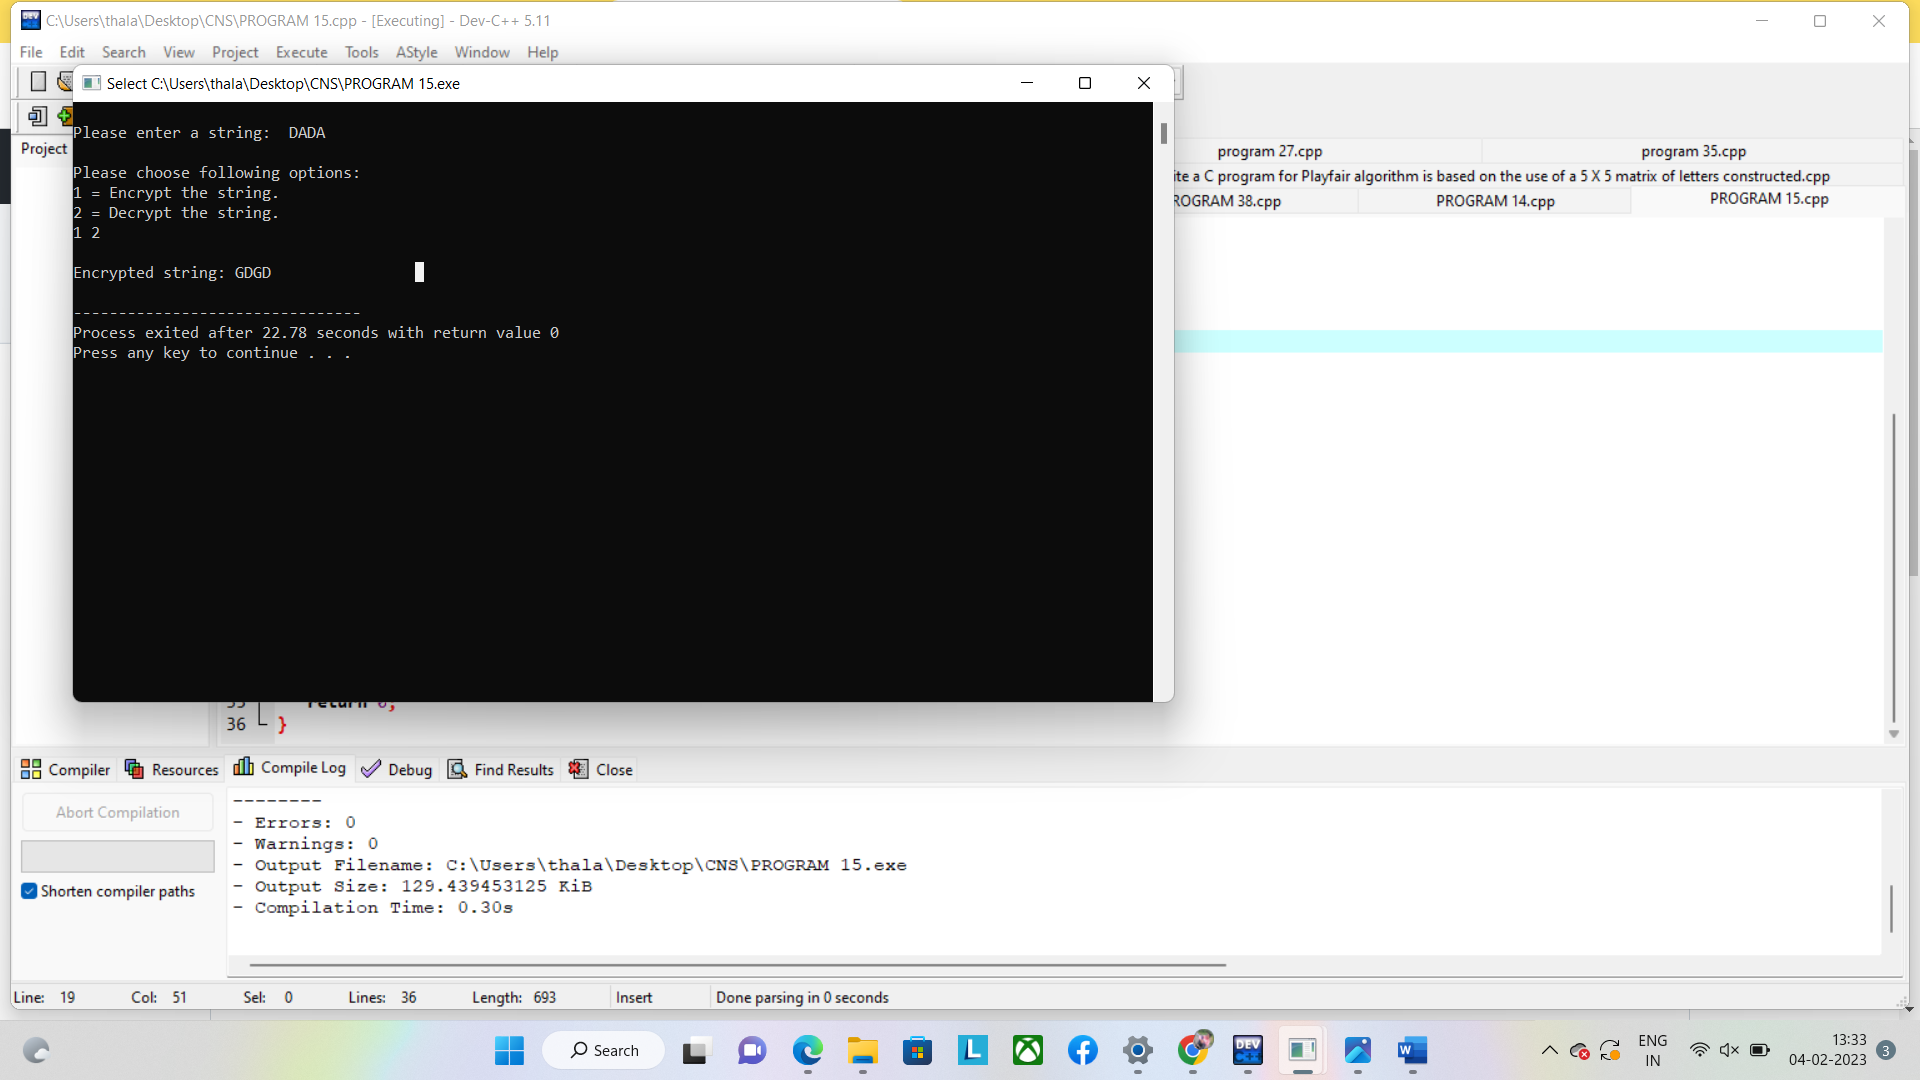 C:\Users\thala\Desktop\CNS\PROGRAM 15.cpp - [Executing] - Dev-C++ 5.11
File Edit Search View Project Execute Tools AStyle Window Help
Select C:\Users\thala\Desktop\CNS\PROGRAM 15.exe
Please enter a string:  DADA
Please choose following options:
1 = Encrypt the string.
2 = Decrypt the string.
1 2
Encrypted string: GDGD
--------------------------------
Process exited after 22.78 seconds with return value 0
Press any key to continue . . .
Project
program 27.cpp program 35.cpp
ite a C program for Playfair algorithm is based on the use of a 5 X 5 matrix of letters constructed.cpp
ROGRAM 38.cpp PROGRAM 14.cpp PROGRAM 15.cpp
35 return 0;
36 }
Compiler Resources Compile Log Debug Find Results Close
Abort Compilation
Shorten compiler paths
--------
- Errors: 0
- Warnings: 0
- Output Filename: C:\Users\thala\Desktop\CNS\PROGRAM 15.exe
- Output Size: 129.439453125 KiB
- Compilation Time: 0.30s
Line: 19 Col: 51 Sel: 0 Lines: 36 Length: 693 Insert Done parsing in 0 seconds
Search
L
DEV
C++
W
ENG
IN
13:33
04-02-2023
3